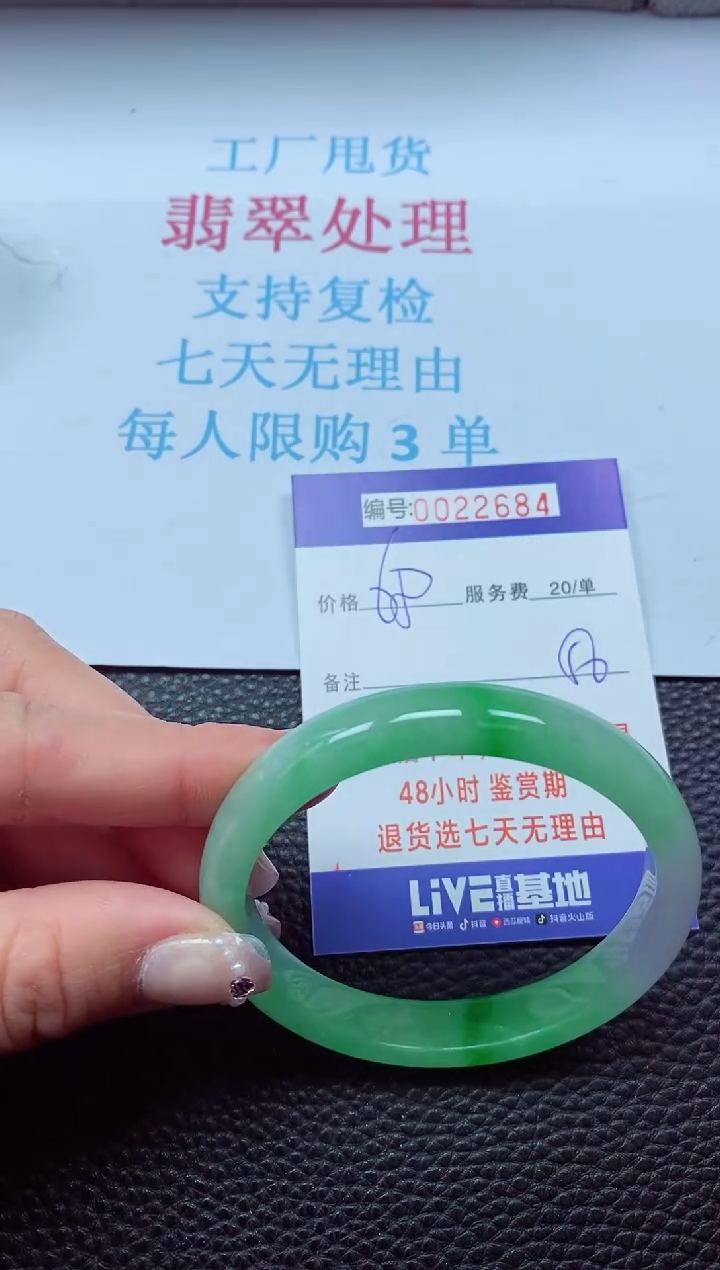 工厂甩货
翡翠处理
支持复检
七天无理由
每人限购 3 单
编号:0022684
价格 服务费 20/单
备注
48小时 鉴赏期
退货选七天无理由
LiVE直播基地
今日头条 抖音 西瓜视频 抖音火山版